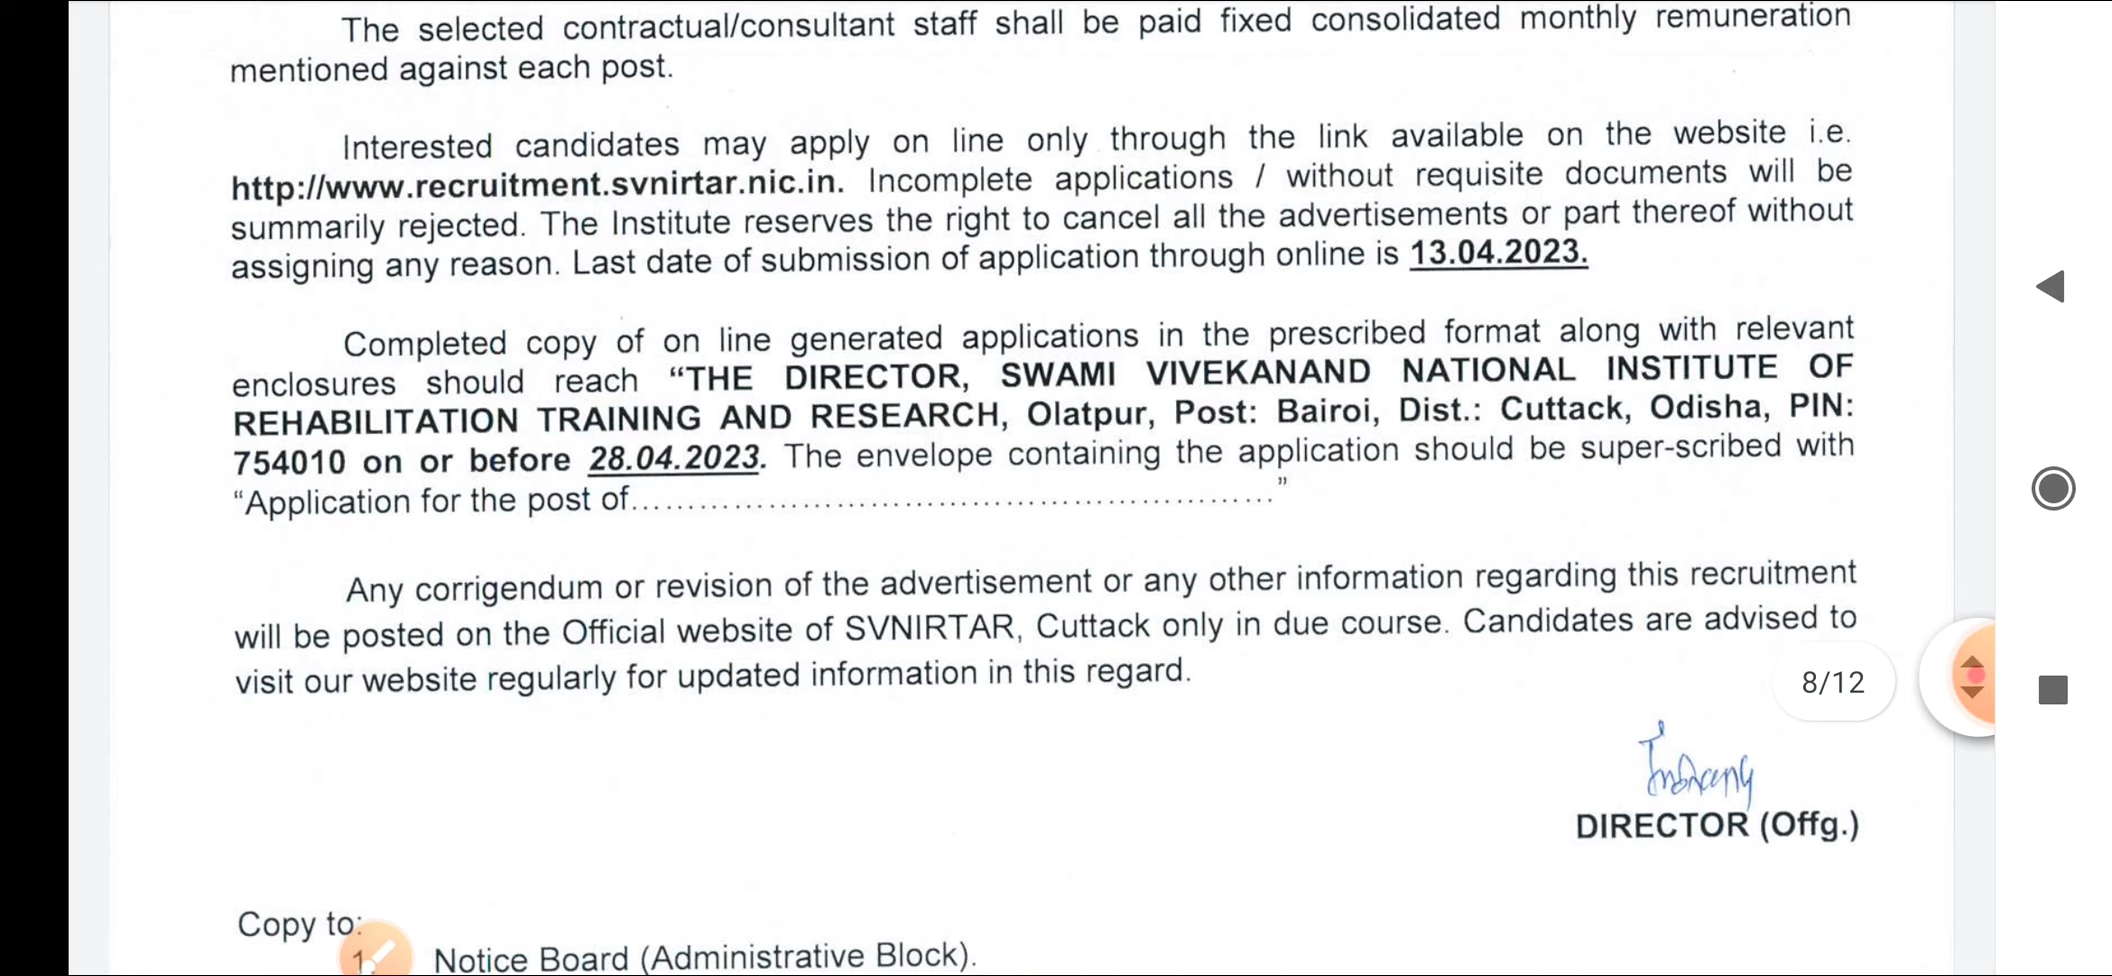 The selected contractual/consultant staff shall be paid fixed consolidated monthly remuneration
mentioned against each post.
Interested candidates may apply on line only through the link available on the website i.e.
http://www.recruitment.svnirtar.nic.in. Incomplete applications / without requisite documents will be
summarily rejected. The Institute reserves the right to cancel all the advertisements or part thereof without
assigning any reason. Last date of submission of application through online is 13.04.2023.
Completed copy of on line generated applications in the prescribed format along with relevant
enclosures should reach “THE DIRECTOR, SWAMI VIVEKANAND NATIONAL INSTITUTE OF
REHABILITATION TRAINING AND RESEARCH, Olatpur, Post: Bairoi, Dist.: Cuttack, Odisha, PIN:
754010 on or before 28.04.2023. The envelope containing the application should be super-scribed with
“Application for the post of......................................................................”
Any corrigendum or revision of the advertisement or any other information regarding this recruitment
will be posted on the Official website of SVNIRTAR, Cuttack only in due course. Candidates are advised to
visit our website regularly for updated information in this regard.
8/12
DIRECTOR (Offg.)
Copy to:
1. Notice Board (Administrative Block).